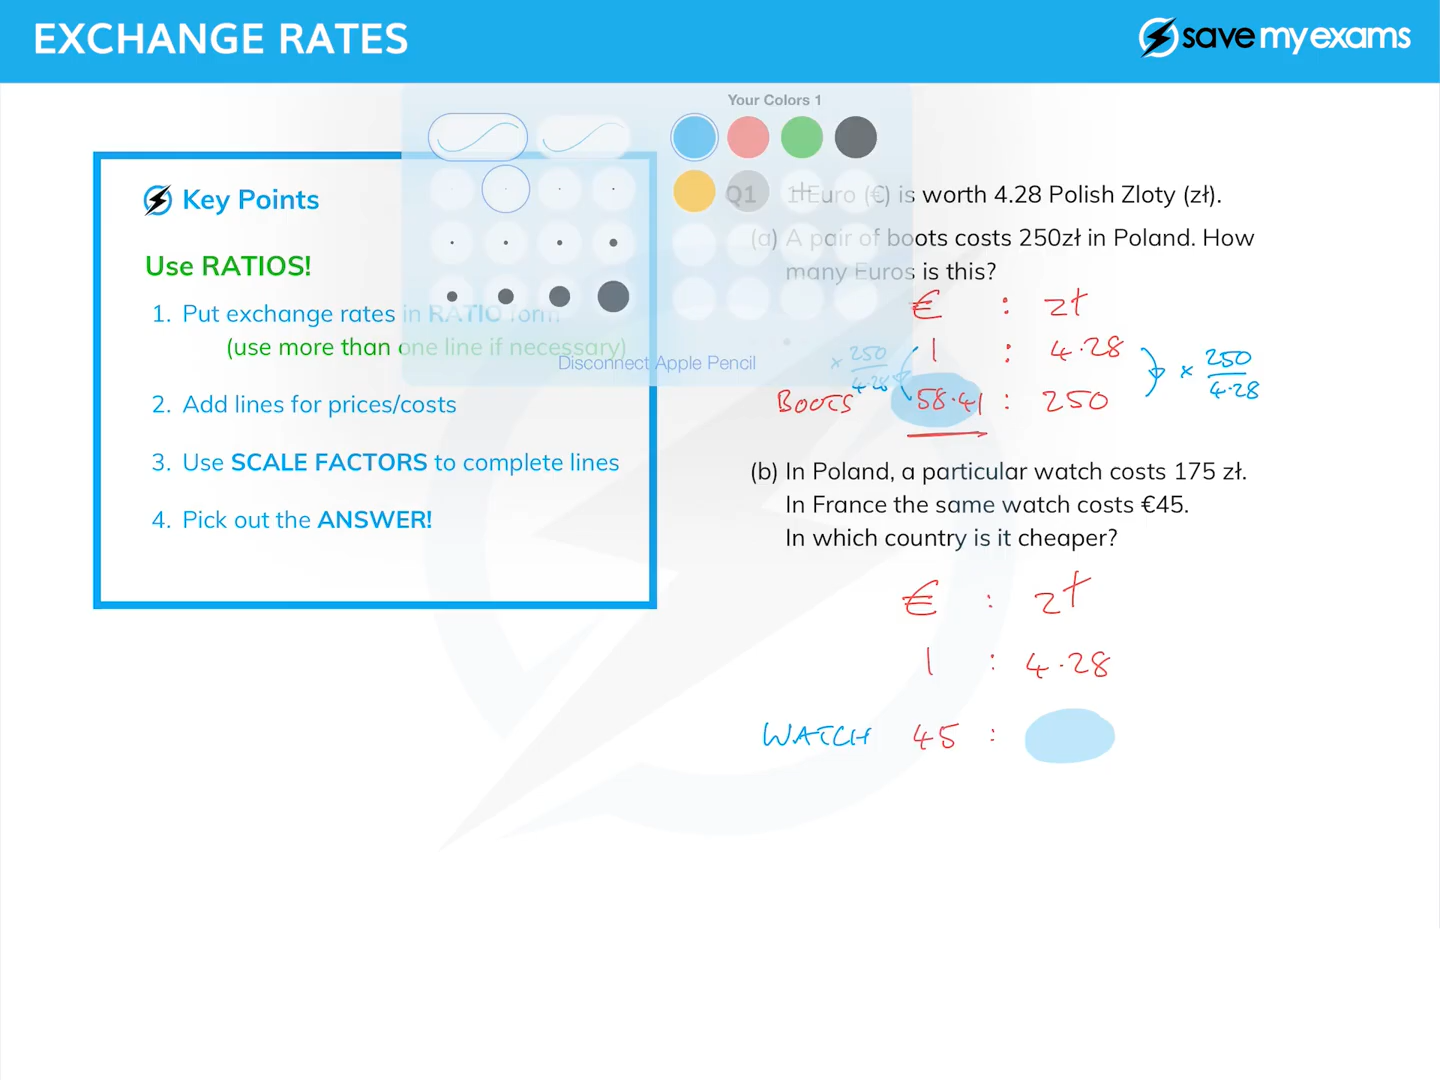 EXCHANGE RATES
save my exams
Your Colors 1
Key Points
Use RATIOS!
1. Put exchange rates in RATIO form
(use more than one line if necessary)
2. Add lines for prices/costs
3. Use SCALE FACTORS to complete lines
4. Pick out the ANSWER!
Disconnect Apple Pencil
Q1 1 Euro (€) is worth 4.28 Polish Zloty (zł).
(a) A pair of boots costs 250zł in Poland. How
many Euros is this?
€ : zł
× 250/4.28 1 : 4.28 × 250/4.28
BOOTS 58.41 : 250
(b) In Poland, a particular watch costs 175 zł.
In France the same watch costs €45.
In which country is it cheaper?
€ : zł
1 : 4.28
WATCH 45 :